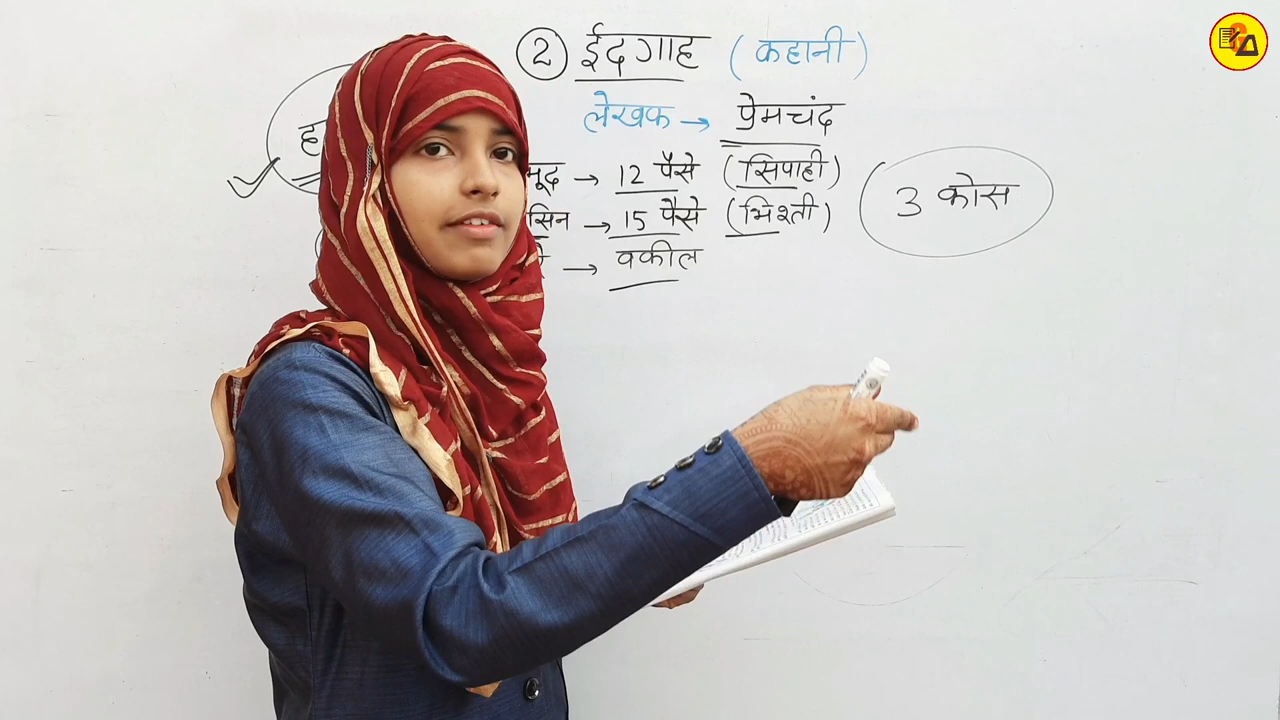 ② ईदगाह (कहानी)
लेखक → प्रेमचंद
→ 12 पैसे (सिपाही)
→ 15 पैसे (भिश्ती)
→ वकील
3 कोस